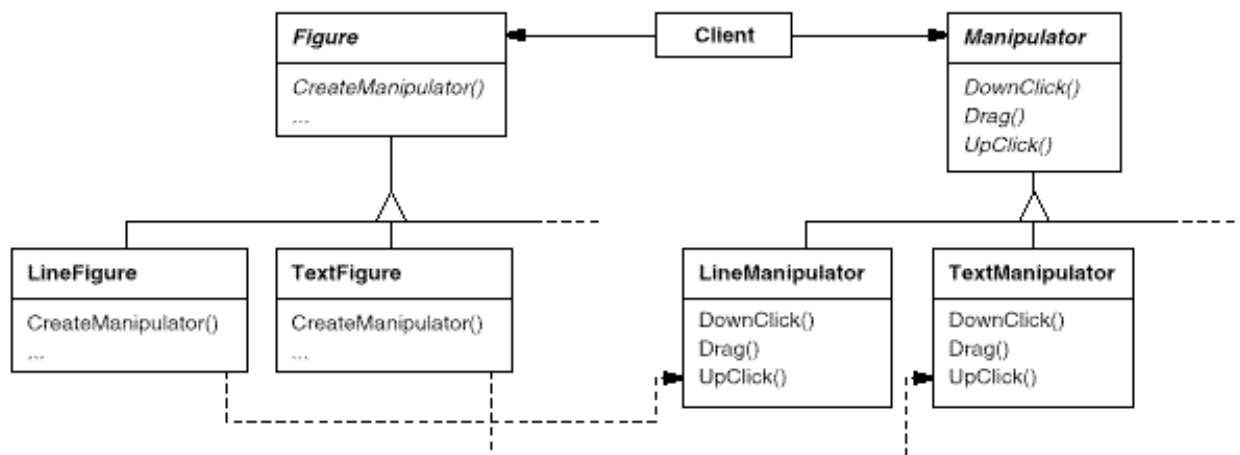 Figure
CreateManipulator()
...
Client
Manipulator
DownClick()
Drag()
UpClick()
LineFigure
CreateManipulator()
...
TextFigure
CreateManipulator()
...
LineManipulator
DownClick()
Drag()
UpClick()
TextManipulator
DownClick()
Drag()
UpClick()